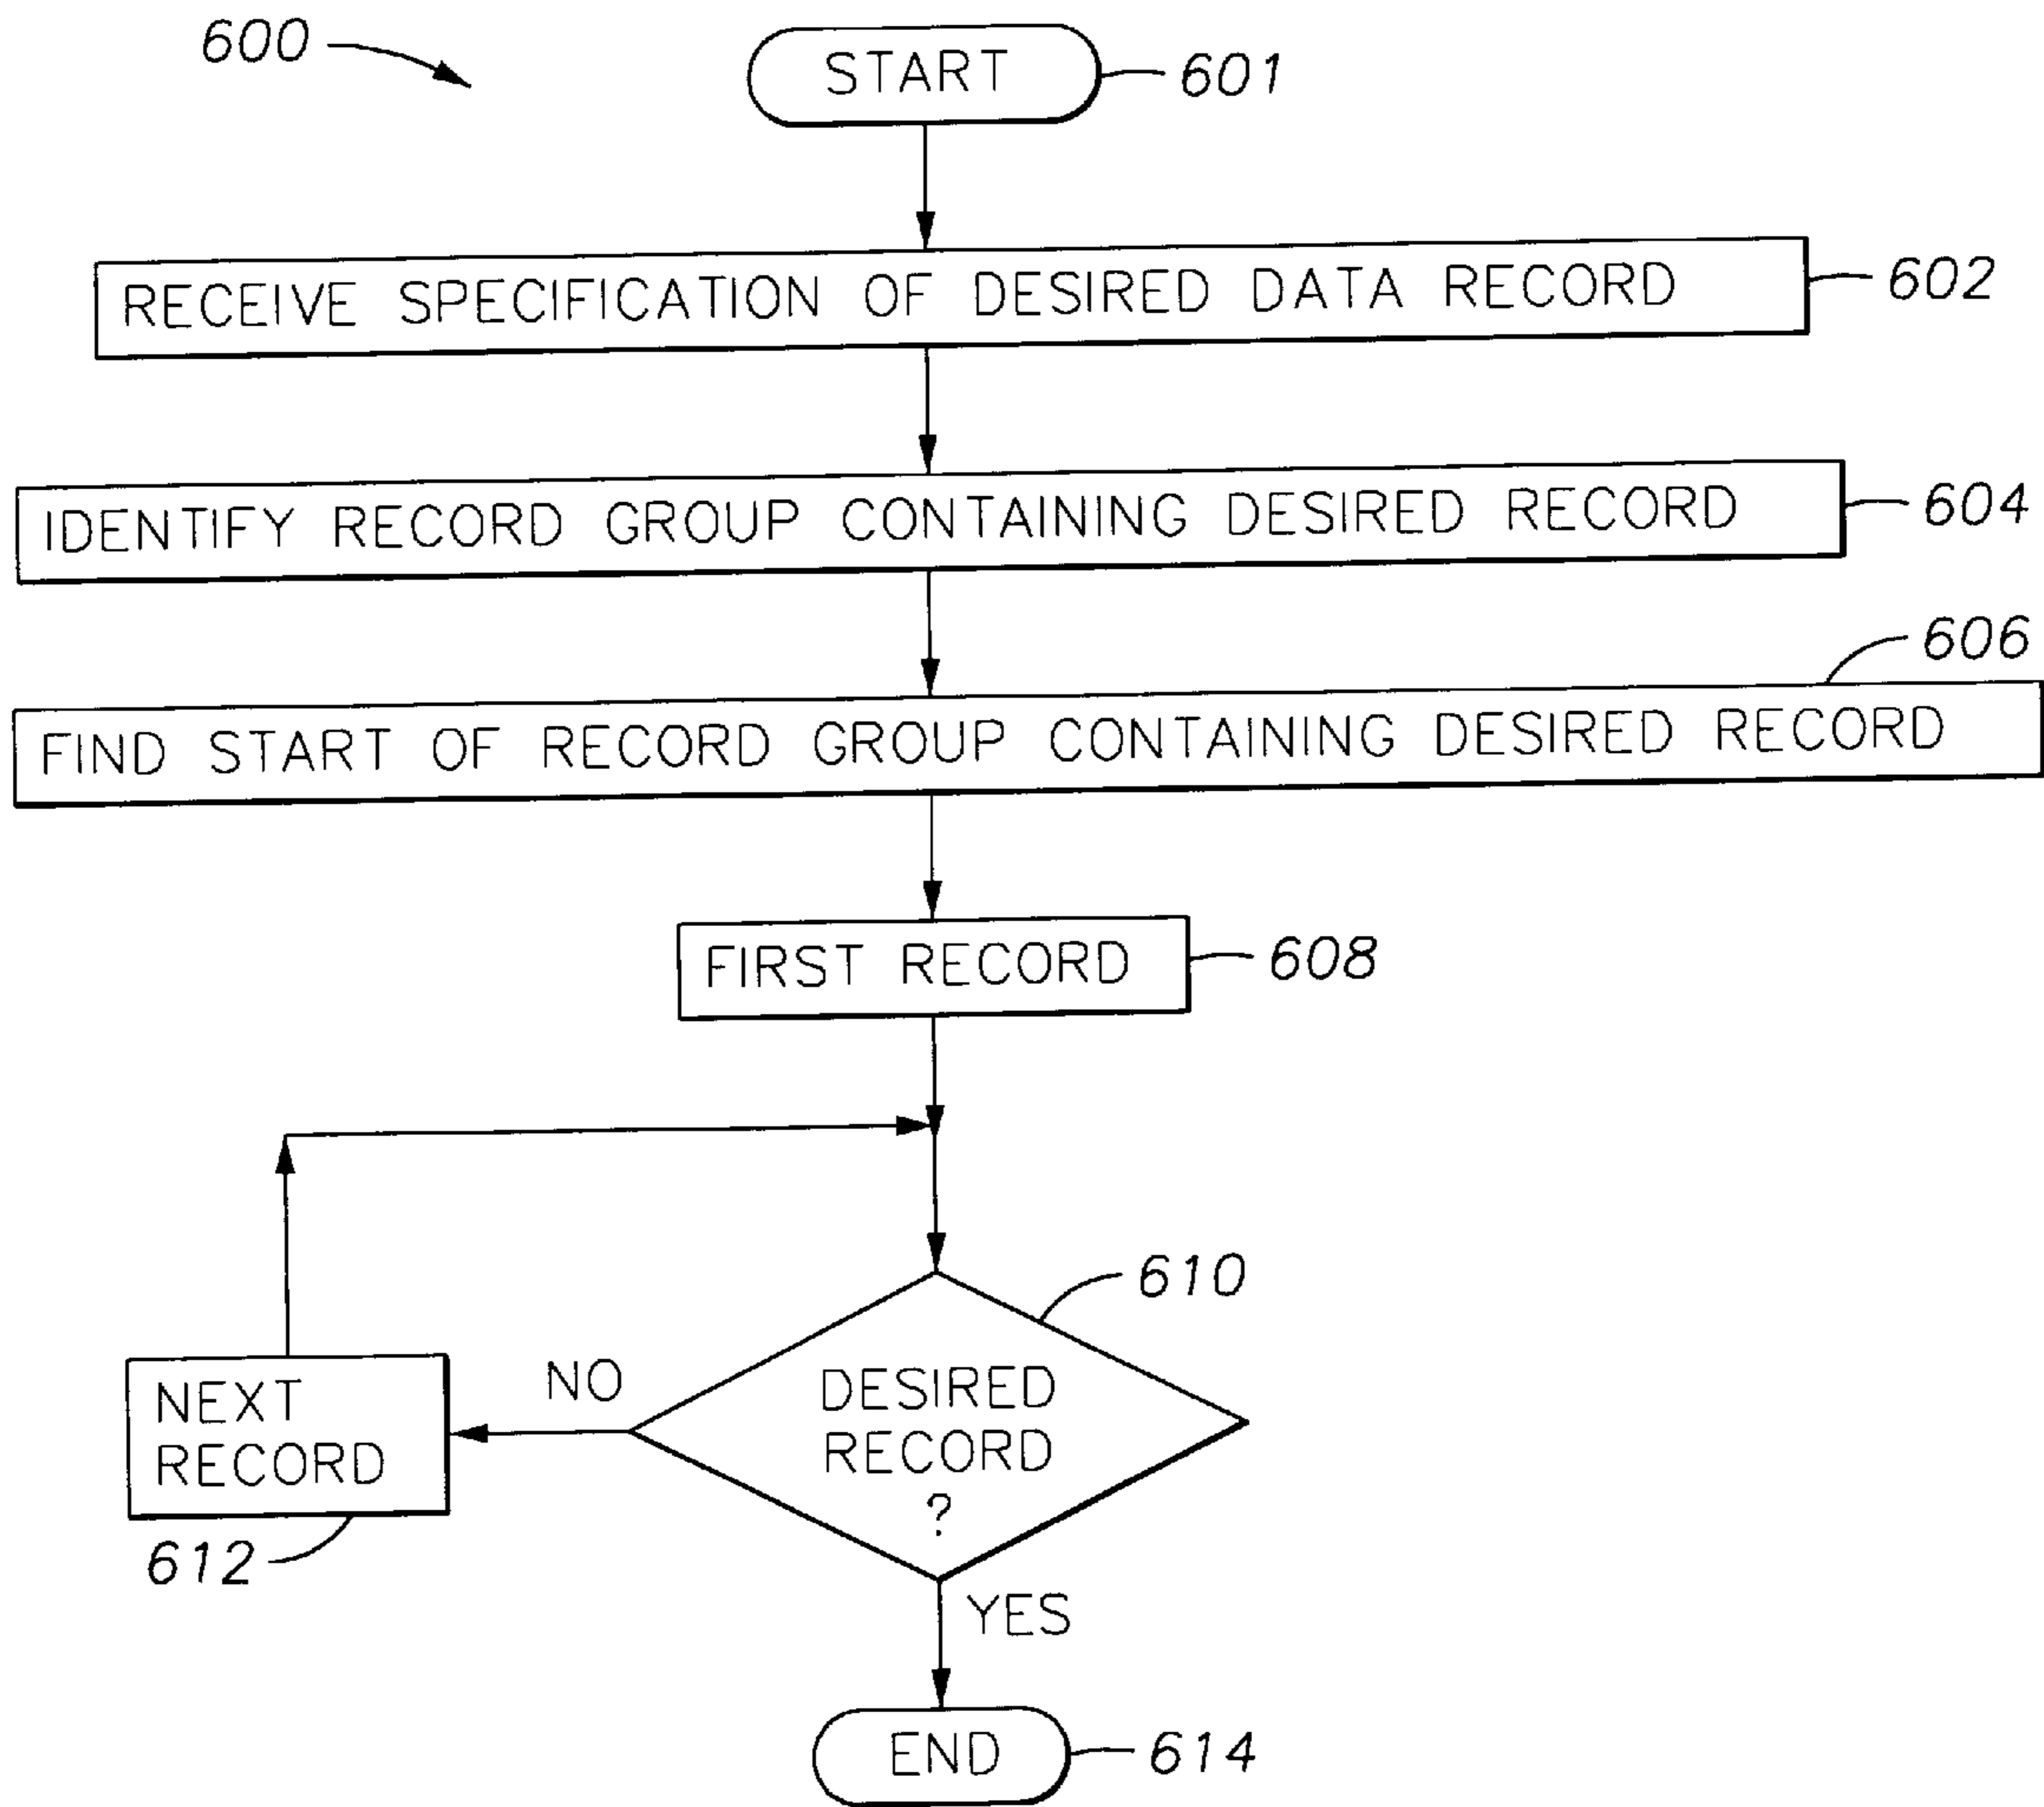 600
START
601
RECEIVE SPECIFICATION OF DESIRED DATA RECORD
602
IDENTIFY RECORD GROUP CONTAINING DESIRED RECORD
604
606
FIND START OF RECORD GROUP CONTAINING DESIRED RECORD
FIRST RECORD
608
610
DESIRED
RECORD
?
NO
NEXT
RECORD
612
YES
END
614